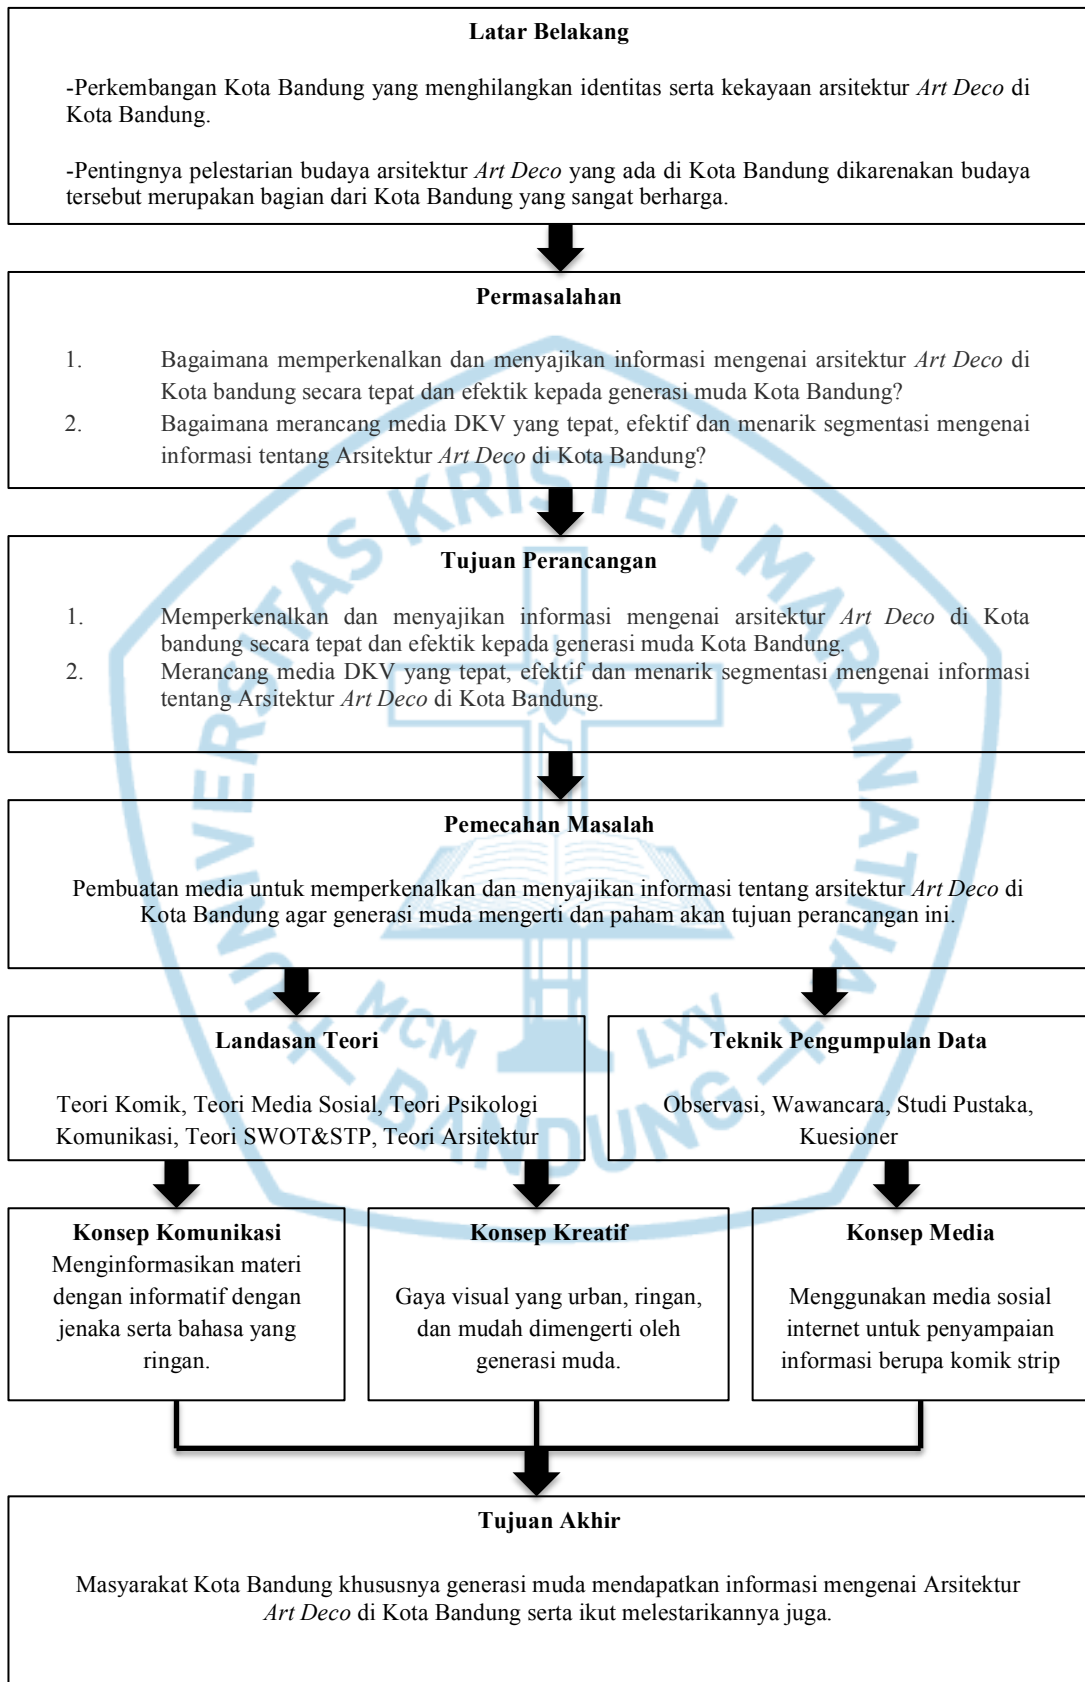 Latar Belakang
-Perkembangan Kota Bandung yang menghilangkan identitas serta kekayaan arsitektur Art Deco di
Kota Bandung.
-Pentingnya pelestarian budaya arsitektur Art Deco yang ada di Kota Bandung dikarenakan budaya
tersebut merupakan bagian dari Kota Bandung yang sangat berharga.
Permasalahan
1. Bagaimana memperkenalkan dan menyajikan informasi mengenai arsitektur Art Deco di
Kota bandung secara tepat dan efektik kepada generasi muda Kota Bandung?
2. Bagaimana merancang media DKV yang tepat, efektif dan menarik segmentasi mengenai
informasi tentang Arsitektur Art Deco di Kota Bandung?
Tujuan Perancangan
1. Memperkenalkan dan menyajikan informasi mengenai arsitektur Art Deco di Kota
bandung secara tepat dan efektik kepada generasi muda Kota Bandung.
2. Merancang media DKV yang tepat, efektif dan menarik segmentasi mengenai informasi
tentang Arsitektur Art Deco di Kota Bandung.
Pemecahan Masalah
Pembuatan media untuk memperkenalkan dan menyajikan informasi tentang arsitektur Art Deco di
Kota Bandung agar generasi muda mengerti dan paham akan tujuan perancangan ini.
Landasan Teori
Teori Komik, Teori Media Sosial, Teori Psikologi
Komunikasi, Teori SWOT&STP, Teori Arsitektur
Teknik Pengumpulan Data
Observasi, Wawancara, Studi Pustaka,
Kuesioner
Konsep Komunikasi
Menginformasikan materi
dengan informatif dengan
jenaka serta bahasa yang
ringan.
Konsep Kreatif
Gaya visual yang urban, ringan,
dan mudah dimengerti oleh
generasi muda.
Konsep Media
Menggunakan media sosial
internet untuk penyampaian
informasi berupa komik strip
Tujuan Akhir
Masyarakat Kota Bandung khususnya generasi muda mendapatkan informasi mengenai Arsitektur
Art Deco di Kota Bandung serta ikut melestarikannya juga.
UNIVERSITAS KRISTEN MARANATHA
MCM LXV
BANDUNG